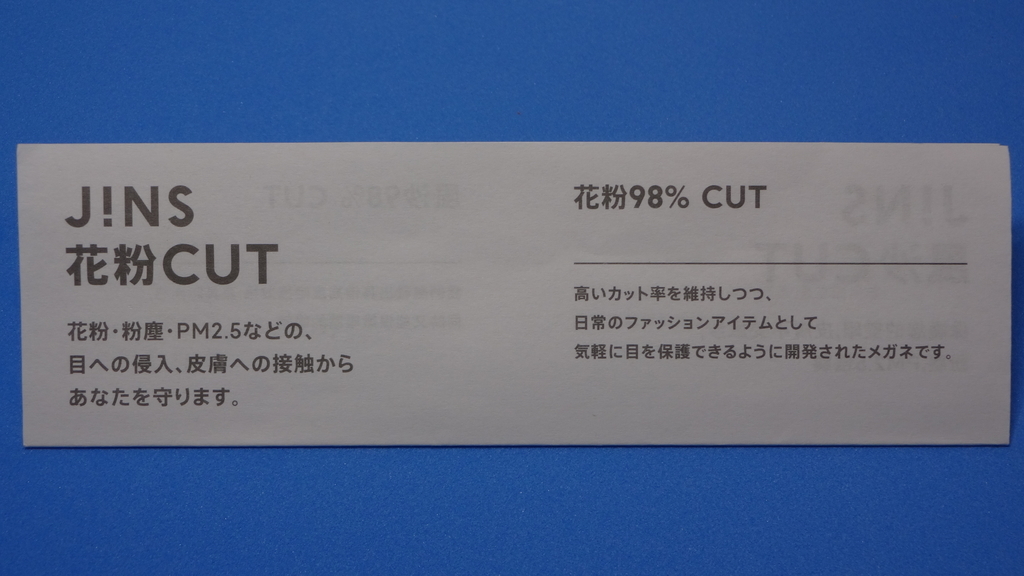 J!NS
花粉CUT
花粉・粉塵・PM2.5などの、
目への侵入、皮膚への接触から
あなたを守ります。
花粉98% CUT
高いカット率を維持しつつ、
日常のファッションアイテムとして
気軽に目を保護できるように開発されたメガネです。